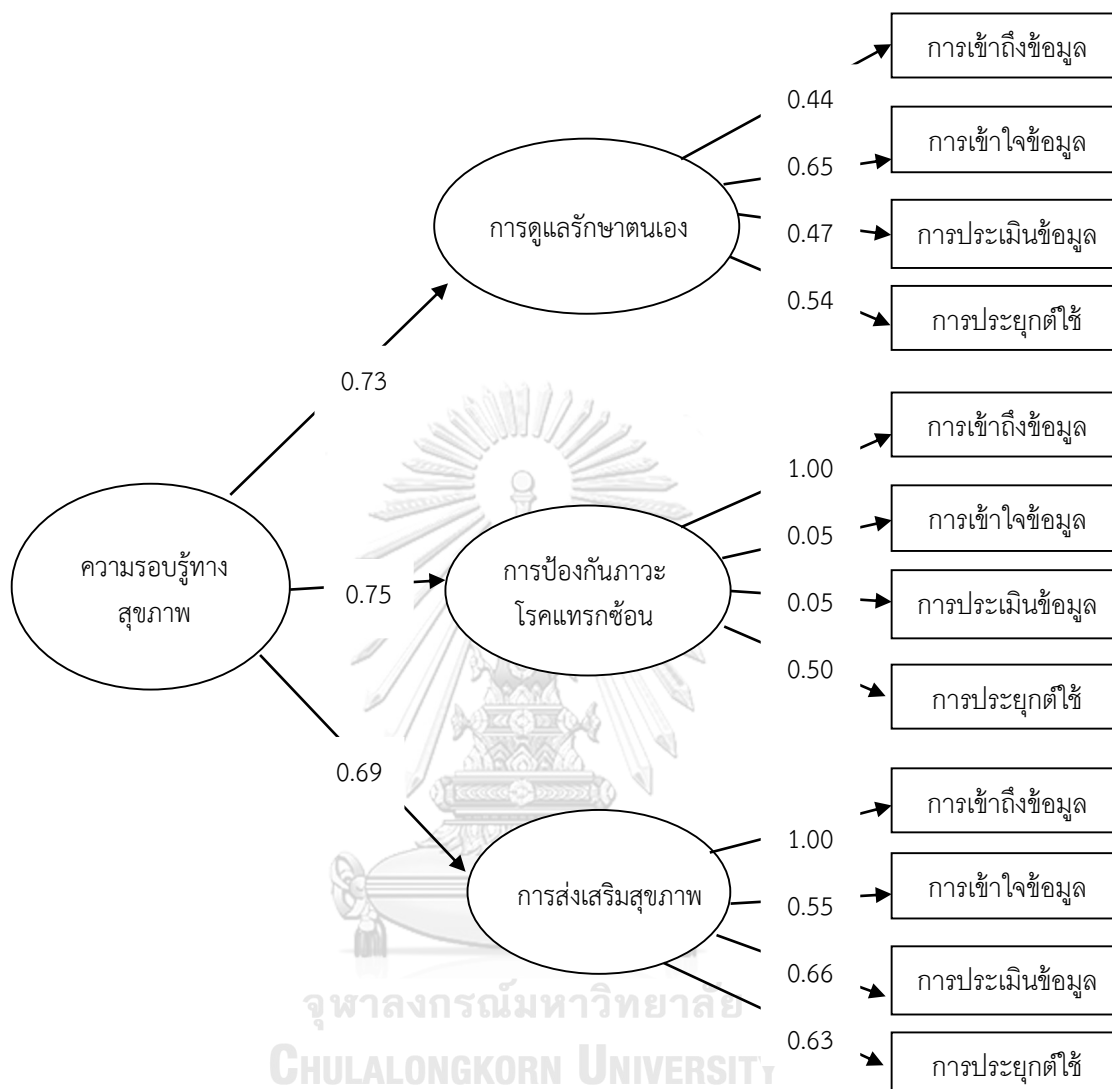 การเข้าถึงข้อมูล
0.44
การเข้าใจข้อมูล
0.65
การดูแลรักษาตนเอง
0.47
การประเมินข้อมูล
0.54
การประยุกต์ใช้
0.73
การเข้าถึงข้อมูล
1.00
การเข้าใจข้อมูล
0.05
ความรอบรู้ทาง
สุขภาพ
0.75
การป้องกันภาวะ
โรคแทรกซ้อน
0.05
การประเมินข้อมูล
0.50
การประยุกต์ใช้
0.69
การเข้าถึงข้อมูล
1.00
การส่งเสริมสุขภาพ
0.55
การเข้าใจข้อมูล
0.66
การประเมินข้อมูล
0.63
การประยุกต์ใช้
จุฬาลงกรณ์มหาวิทยาลัย
CHULALONGKORN UNIVERSITY